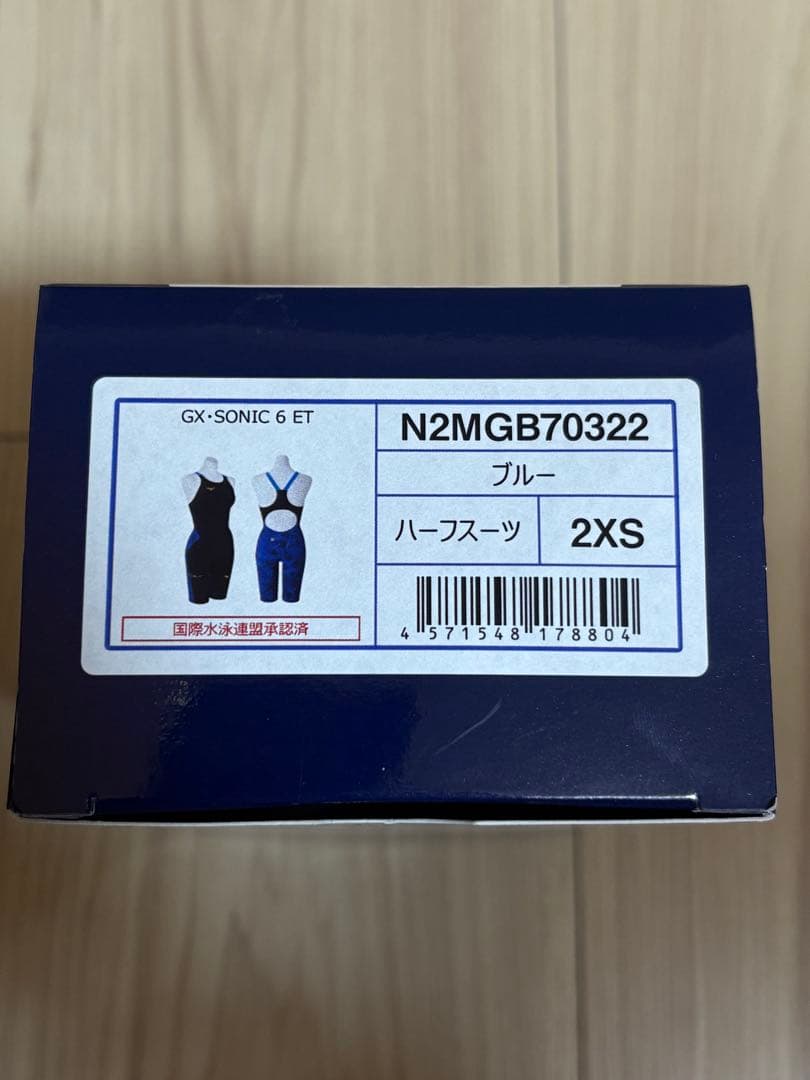 GX・SONIC 6 ET
国際水泳連盟承認済
N2MGB70322
ブルー
ハーフスーツ
2XS
4 571548 178804